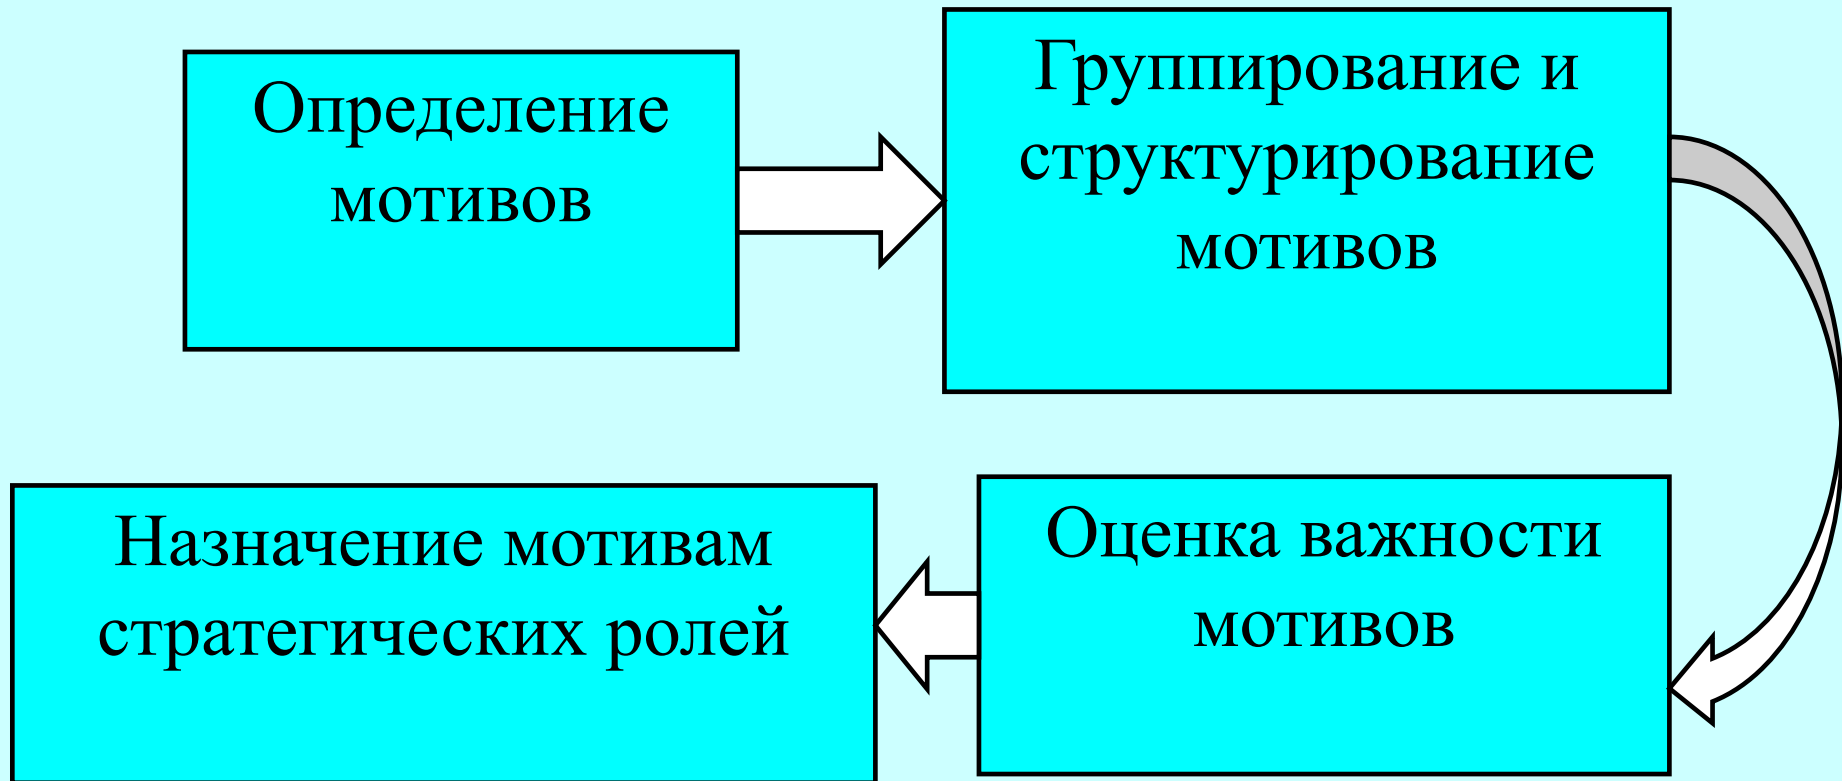 Определение
мотивов
Группирование и
структурирование
мотивов
Оценка важности
мотивов
Назначение мотивам
стратегических ролей